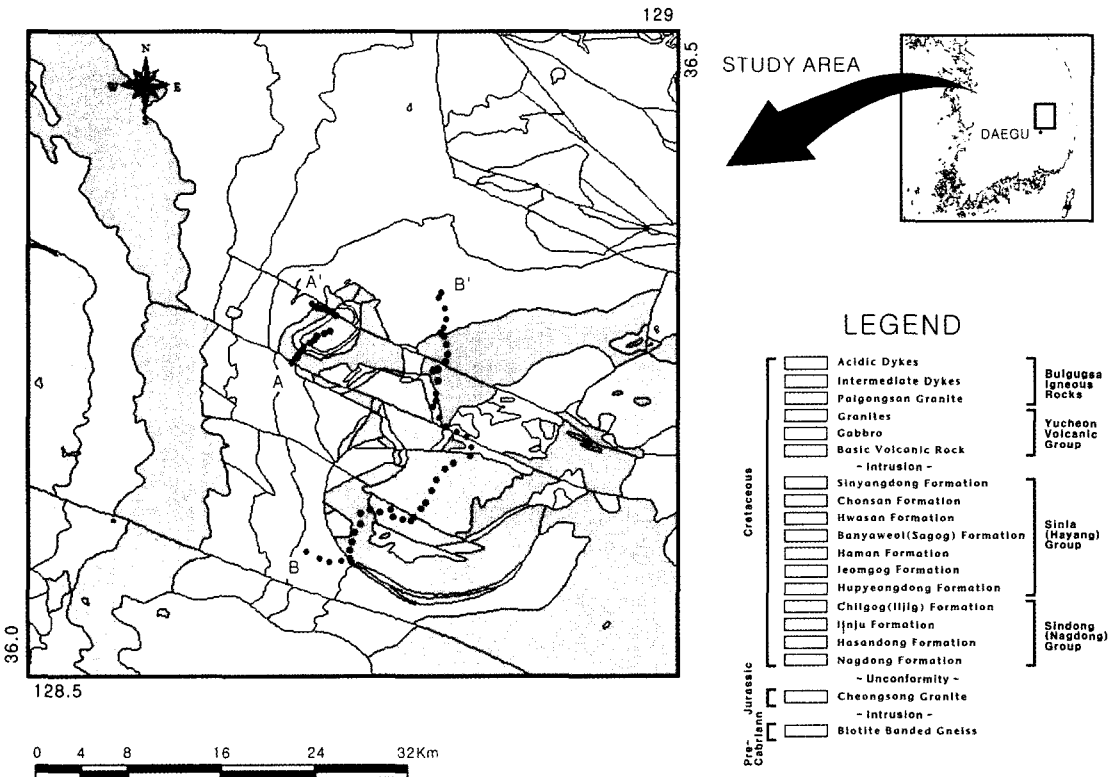 129
36.5
N
W E
S
STUDY AREA
DAEGU
A'
B'
A
B
36.0
128.5
0 4 8 16 24 32Km
LEGEND
Acidic Dykes
Intermediate Dykes
Palgongsan Granite
Bulgugsa
Igneous
Rocks
Granites
Gabbro
Basic Volcanic Rock
Yucheon
Volcanic
Group
~ Intrusion ~
Sinyangdong Formation
Chonsan Formation
Hwasan Formation
Banyaweol(Sagog) Formation
Haman Formation
Ieomgog Formation
Hupyeongdong Formation
Sinla
(Hayang)
Group
Chilgog(Iljig) Formation
Jinju Formation
Hasandong Formation
Nagdong Formation
Sindong
(Nagdong)
Group
Cretaceous
~ Unconformity ~
Cheongsong Granite
Jurassic
~ Intrusion ~
Biotite Banded Gneiss
Pre-
Cabriann